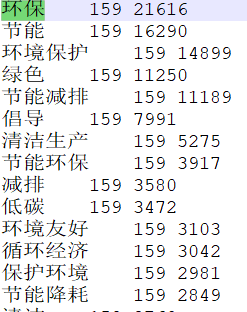 环保 159 21616
节能 159 16290
环境保护 159 14899
绿色 159 11250
节能减排 159 11189
倡导 159 7991
清洁生产 159 5275
节能环保 159 3917
减排 159 3580
低碳 159 3472
环境友好 159 3103
循环经济 159 3042
保护环境 159 2981
节能降耗 159 2849